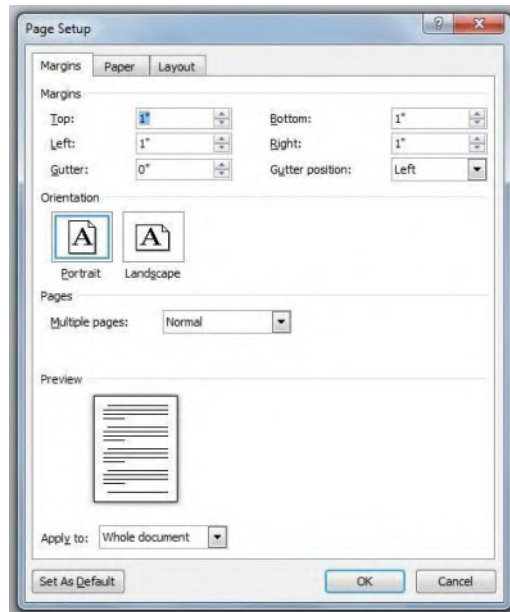 Page Setup
Margins Paper Layout
Margins
Top: 1" Bottom: 1"
Left: 1" Right: 1"
Gutter: 0" Gutter position: Left
Orientation
A A
Portrait Landscape
Pages
Multiple pages: Normal
Preview
Apply to: Whole document
Set As Default OK Cancel